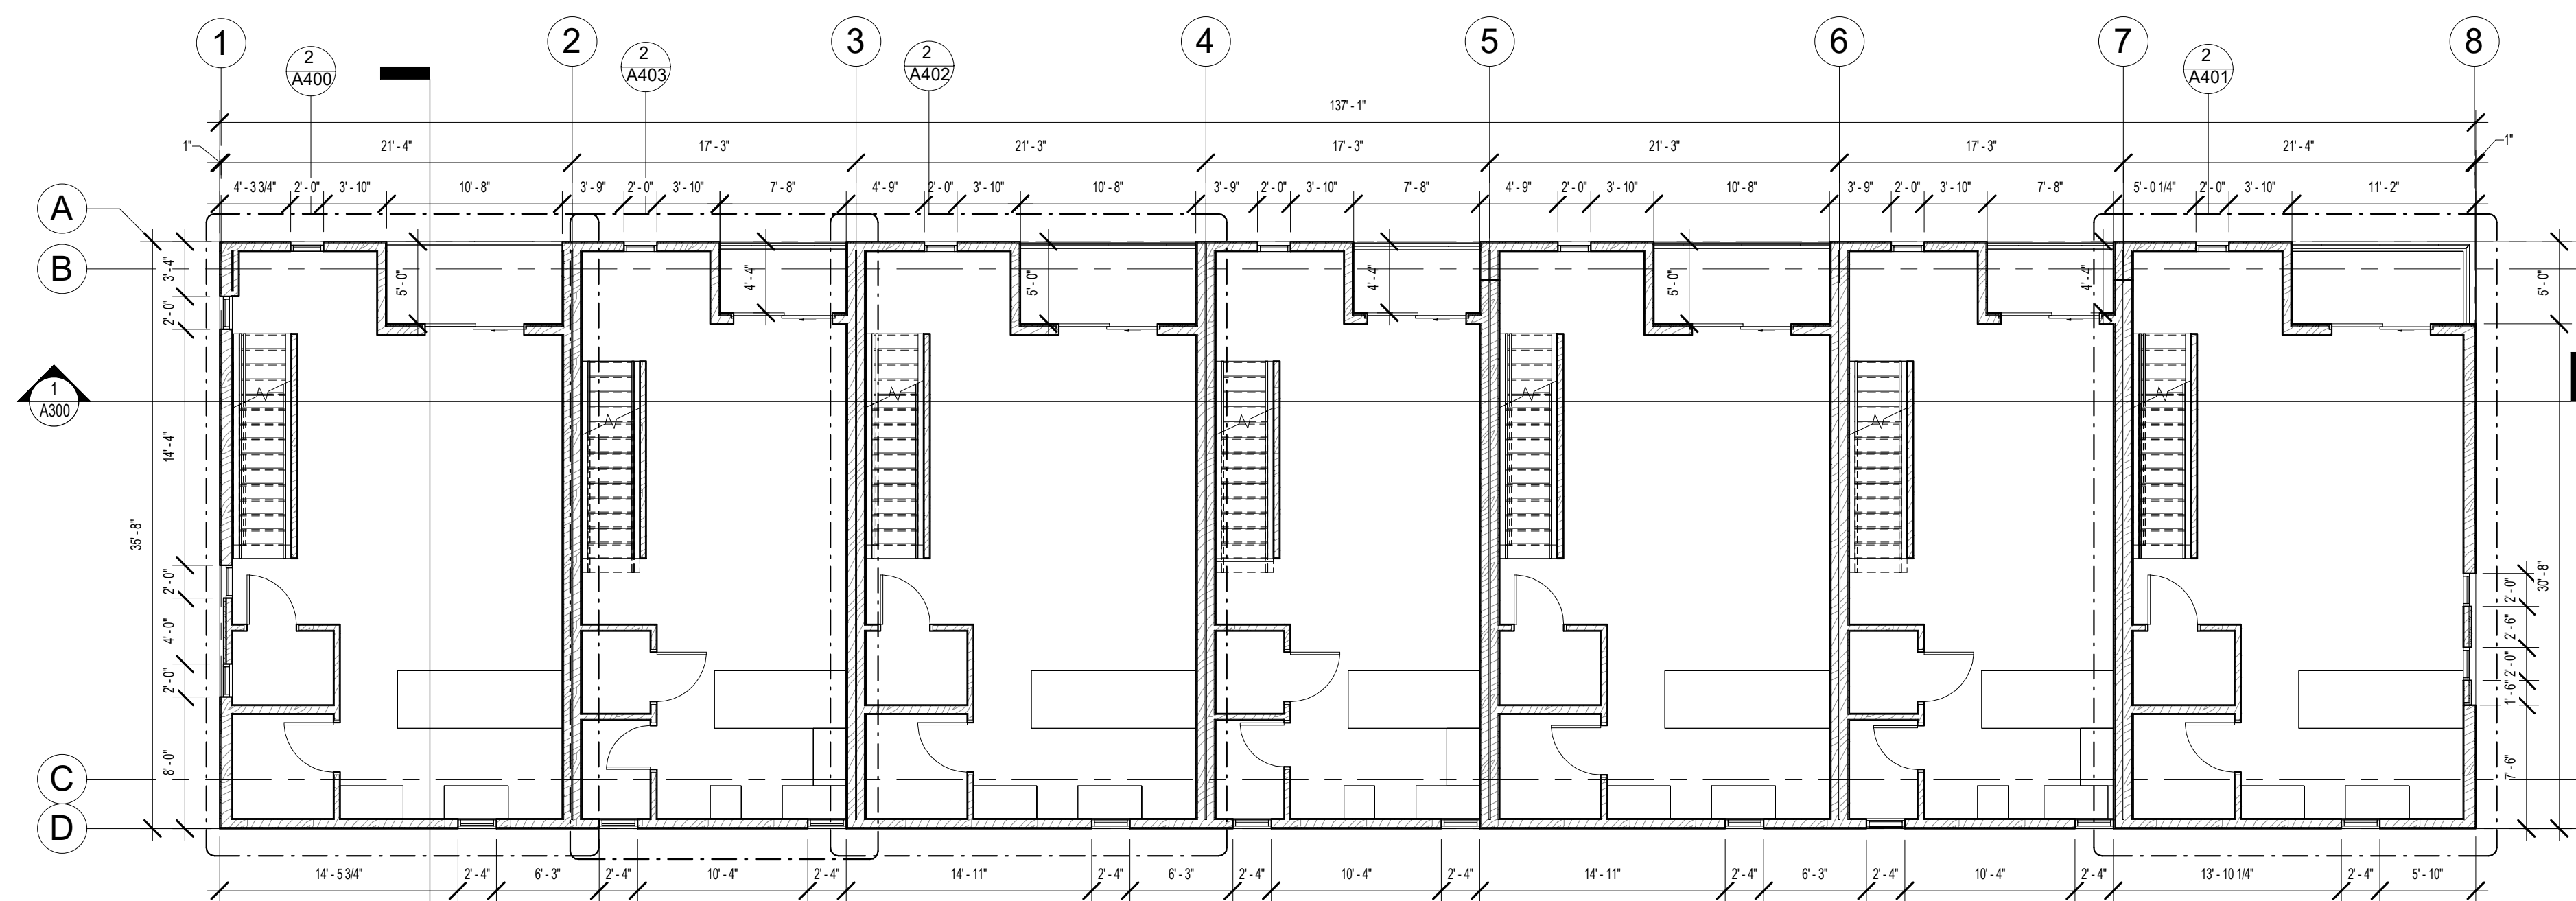 1 2 3 4 5 6 7 8
2 A400
2 A403
2 A402
2 A401
137' - 1"
1" 21' - 4" 17' - 3" 21' - 3" 17' - 3" 21' - 3" 17' - 3" 21' - 4" 1"
4' - 3 3/4" 2' - 0" 3' - 10" 10' - 8" 3' - 9" 2' - 0" 3' - 10" 7' - 8" 4' - 9" 2' - 0" 3' - 10" 10' - 8" 3' - 9" 2' - 0" 3' - 10" 7' - 8" 4' - 9" 2' - 0" 3' - 10" 10' - 8" 3' - 9" 2' - 0" 3' - 10" 7' - 8" 5' - 0 1/4" 2' - 0" 3' - 10" 11' - 2"
A
B
3' - 4" 5' - 0" 4' - 4" 5' - 0" 4' - 4" 5' - 0" 4' - 4" 5' - 0"
2' - 0"
1
A300
14' - 4"
35' - 8" 30' - 8"
2' - 0" 2' - 0"
4' - 0" 2' - 6"
2' - 0" 2' - 0"
1' - 6"
8' - 0" 7' - 6"
C
D
14' - 5 3/4" 2' - 4" 6' - 3" 2' - 4" 10' - 4" 2' - 4" 14' - 11" 2' - 4" 6' - 3" 2' - 4" 10' - 4" 2' - 4" 14' - 11" 2' - 4" 6' - 3" 2' - 4" 10' - 4" 2' - 4" 13' - 10 1/4" 2' - 4" 5' - 10"